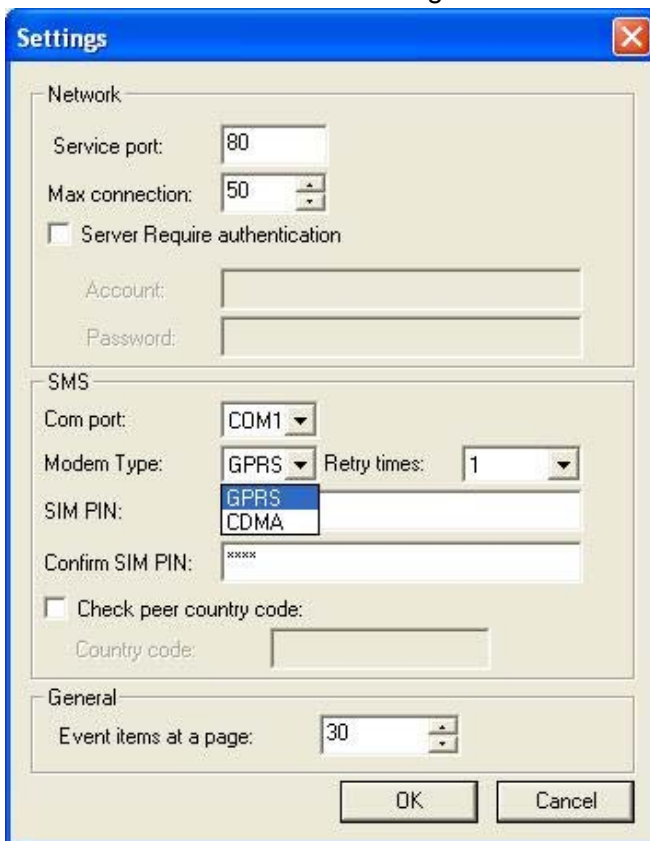 Settings
Network
Service port: 80
Max connection: 50
Server Require authentication
Account:
Password:
SMS
Com port: COM1
Modem Type: GPRS Retry times: 1
GPRS
SIM PIN:
CDMA
Confirm SIM PIN: ****
Check peer country code:
Country code:
General
Event items at a page: 30
OK Cancel